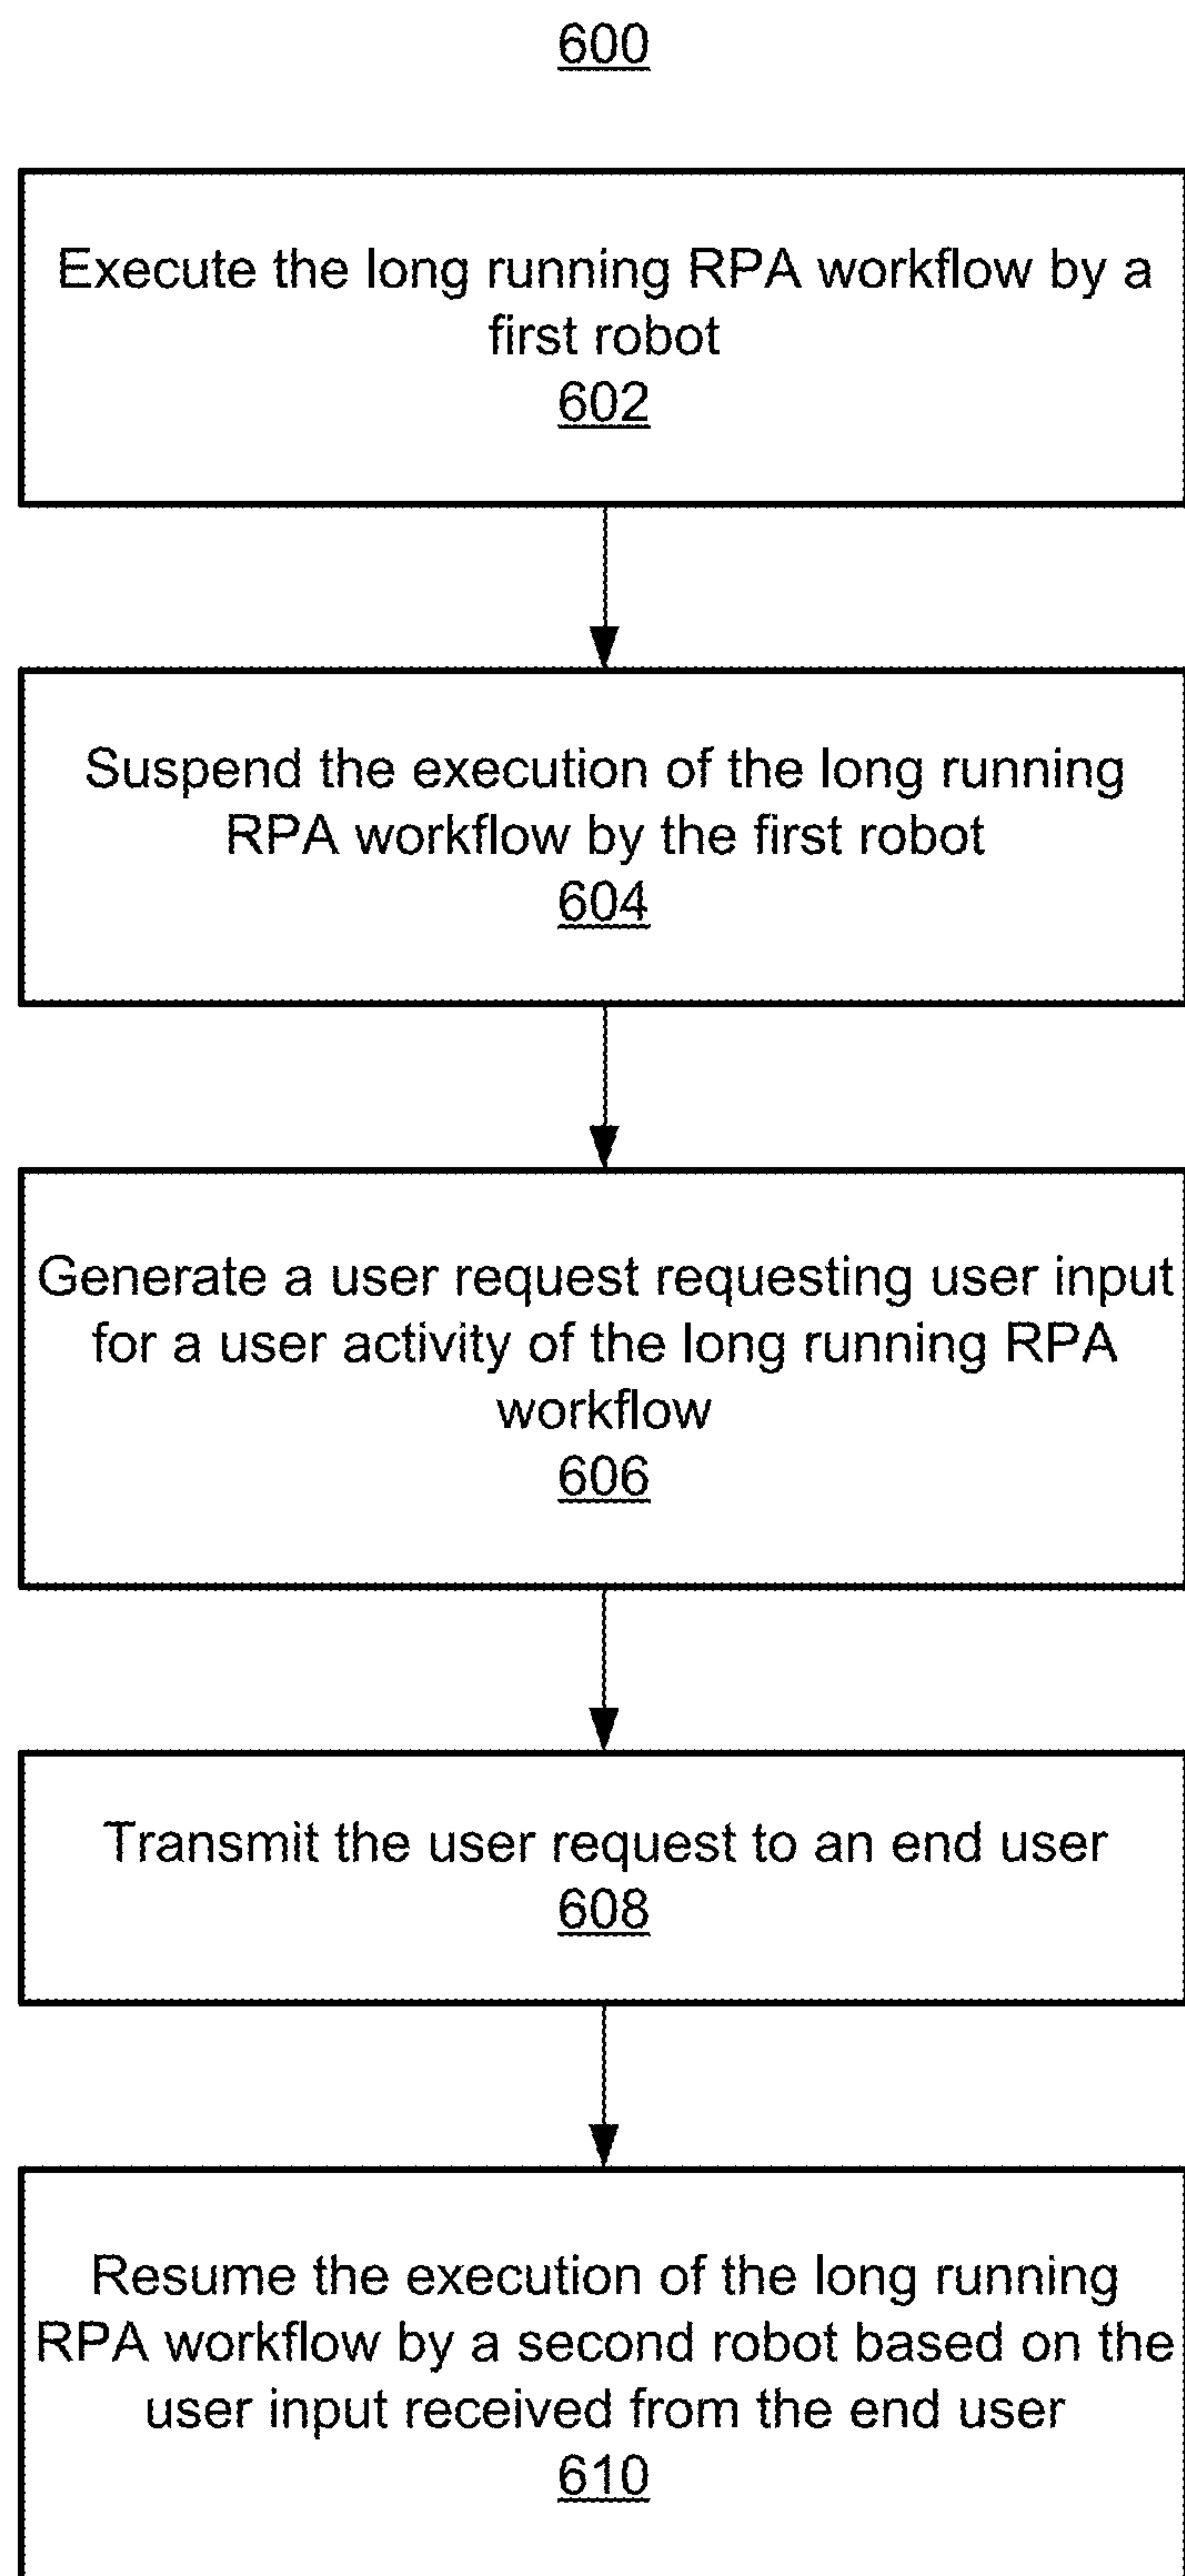 600
Execute the long running RPA workflow by a
first robot
602
Suspend the execution of the long running
RPA workflow by the first robot
604
Generate a user request requesting user input
for a user activity of the long running RPA
workflow
606
Transmit the user request to an end user
608
Resume the execution of the long running
RPA workflow by a second robot based on the
user input received from the end user
610